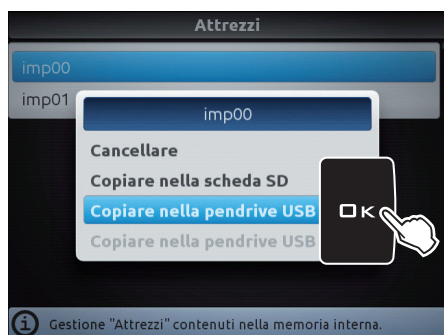 Attrezzi
imp00
imp01
imp00
Cancellare
Copiare nella scheda SD
Copiare nella pendrive USB
Copiare nella pendrive USB
OK
Gestione "Attrezzi" contenuti nella memoria interna.